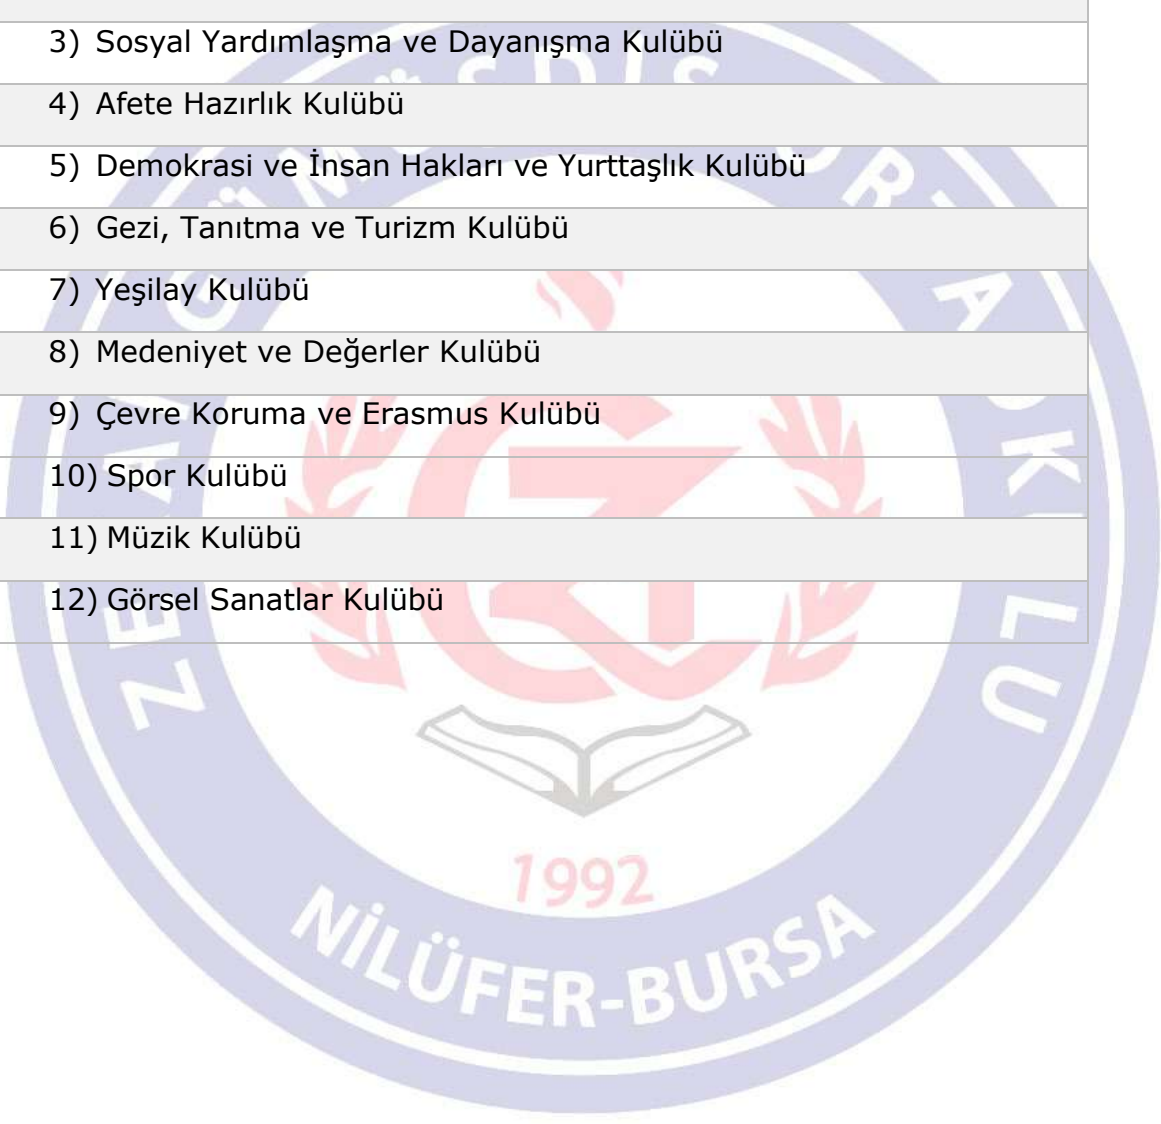 3) Sosyal Yardımlaşma ve Dayanışma Kulübü
4) Afete Hazırlık Kulübü
5) Demokrasi ve İnsan Hakları ve Yurttaşlık Kulübü
6) Gezi, Tanıtma ve Turizm Kulübü
7) Yeşilay Kulübü
8) Medeniyet ve Değerler Kulübü
9) Çevre Koruma ve Erasmus Kulübü
10) Spor Kulübü
11) Müzik Kulübü
12) Görsel Sanatlar Kulübü
1992
NİLÜFER-BURSA